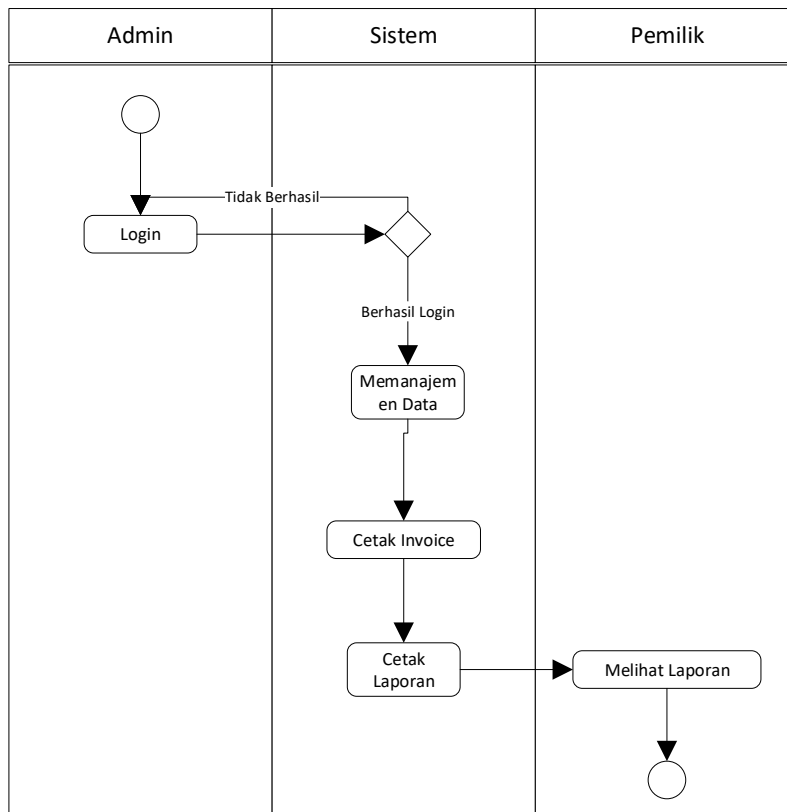 Admin
Sistem
Pemilik
Tidak Berhasil
Login
Berhasil Login
Memanajem
en Data
Cetak Invoice
Cetak
Laporan
Melihat Laporan